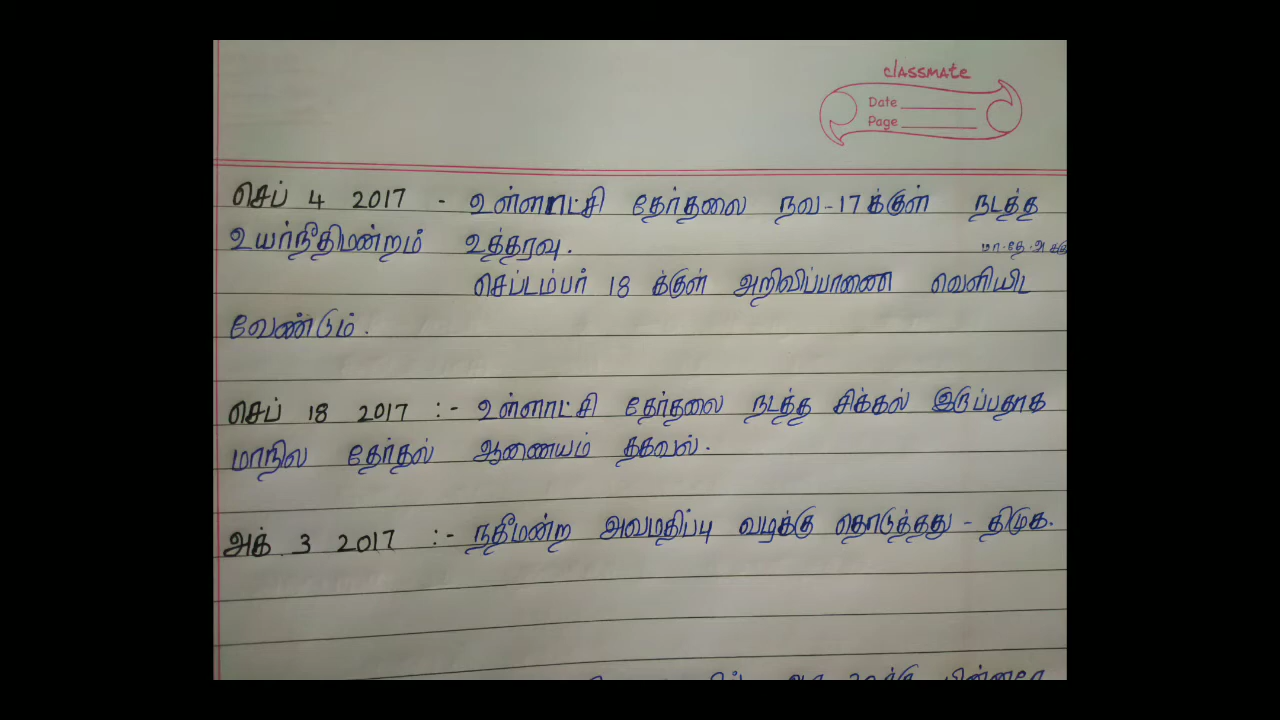 classmate
Date
Page
செப் 4 2017 - உள்ளாட்சி தேர்தலை நவ-17க்குள் நடத்த
உயர்நீதிமன்றம் உத்தரவு.
மா.தே.அ
செப்டம்பர் 18 க்குள் அறிவிப்பாணை வெளியிட
வேண்டும்.
செப் 18 2017 :- உள்ளாட்சி தேர்தலை நடத்த சிக்கல் இருப்பதாக
மாநில தேர்தல் ஆணையம் தகவல்.
அக் 3 2017 :- நதீமன்ற அவமதிப்பு வழக்கு தொடுத்தது - திமுக.